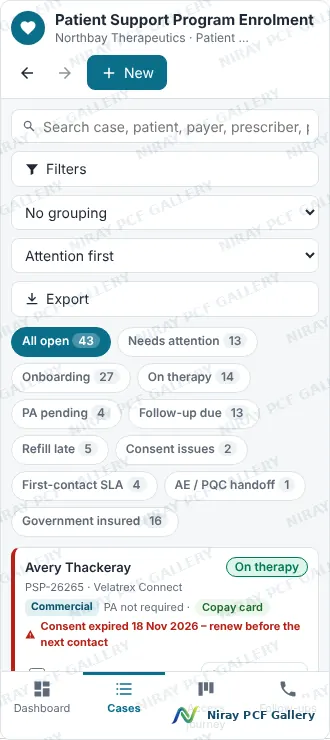 Patient Support Program Enrolment
Northbay Therapeutics · Patient ...
New
Search case, patient, payer, prescriber, p
Filters
No grouping
Attention first
Export
All open 43
Needs attention 13
Onboarding 27
On therapy 14
PA pending 4
Follow-up due 13
Refill late 5
Consent issues 2
First-contact SLA 4
AE / PQC handoff 1
Government insured 16
Avery Thackeray
On therapy
PSP-26265 · Velatrex Connect
Commercial PA not required · Copay card
Consent expired 18 Nov 2026 – renew before the
next contact
Dashboard
Cases
Niray PCF Gallery
NIRAY PCF GALLERY